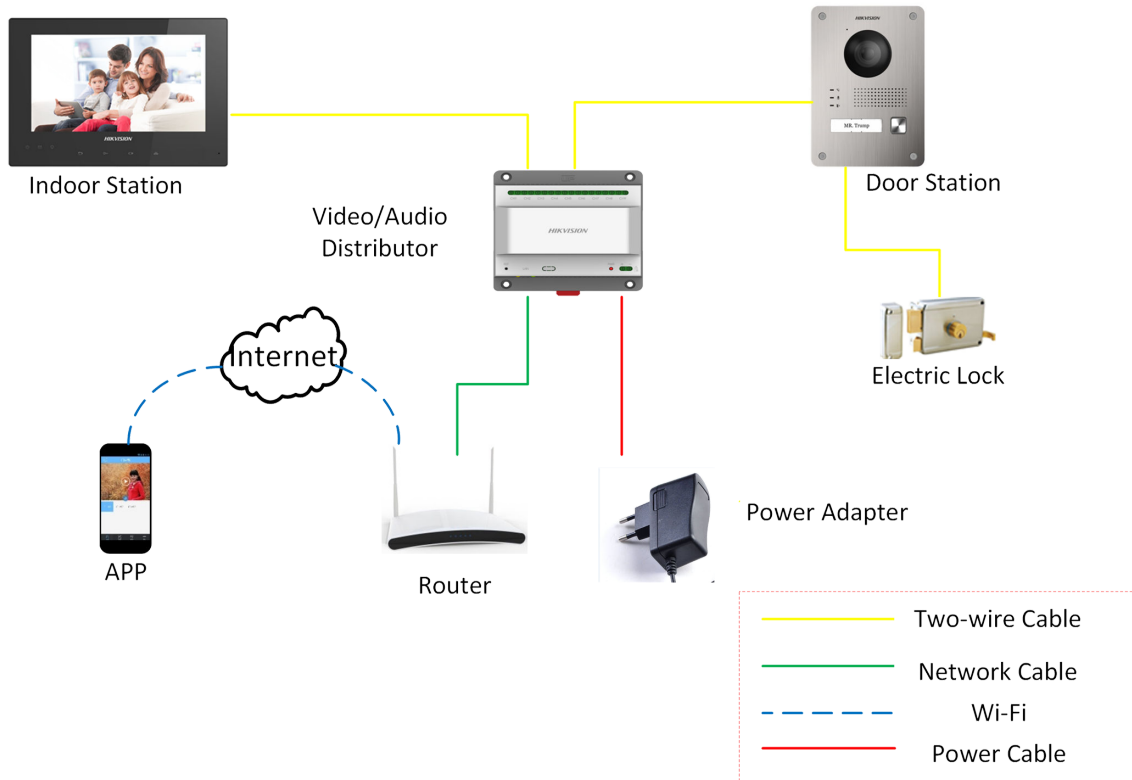 HIKVISION
Indoor Station
HIKVISION
MR. Trump
Door Station
Video/Audio
Distributor
HIKVISION
Electric Lock
Internet
APP
Router
Power Adapter
Two-wire Cable
Network Cable
Wi-Fi
Power Cable